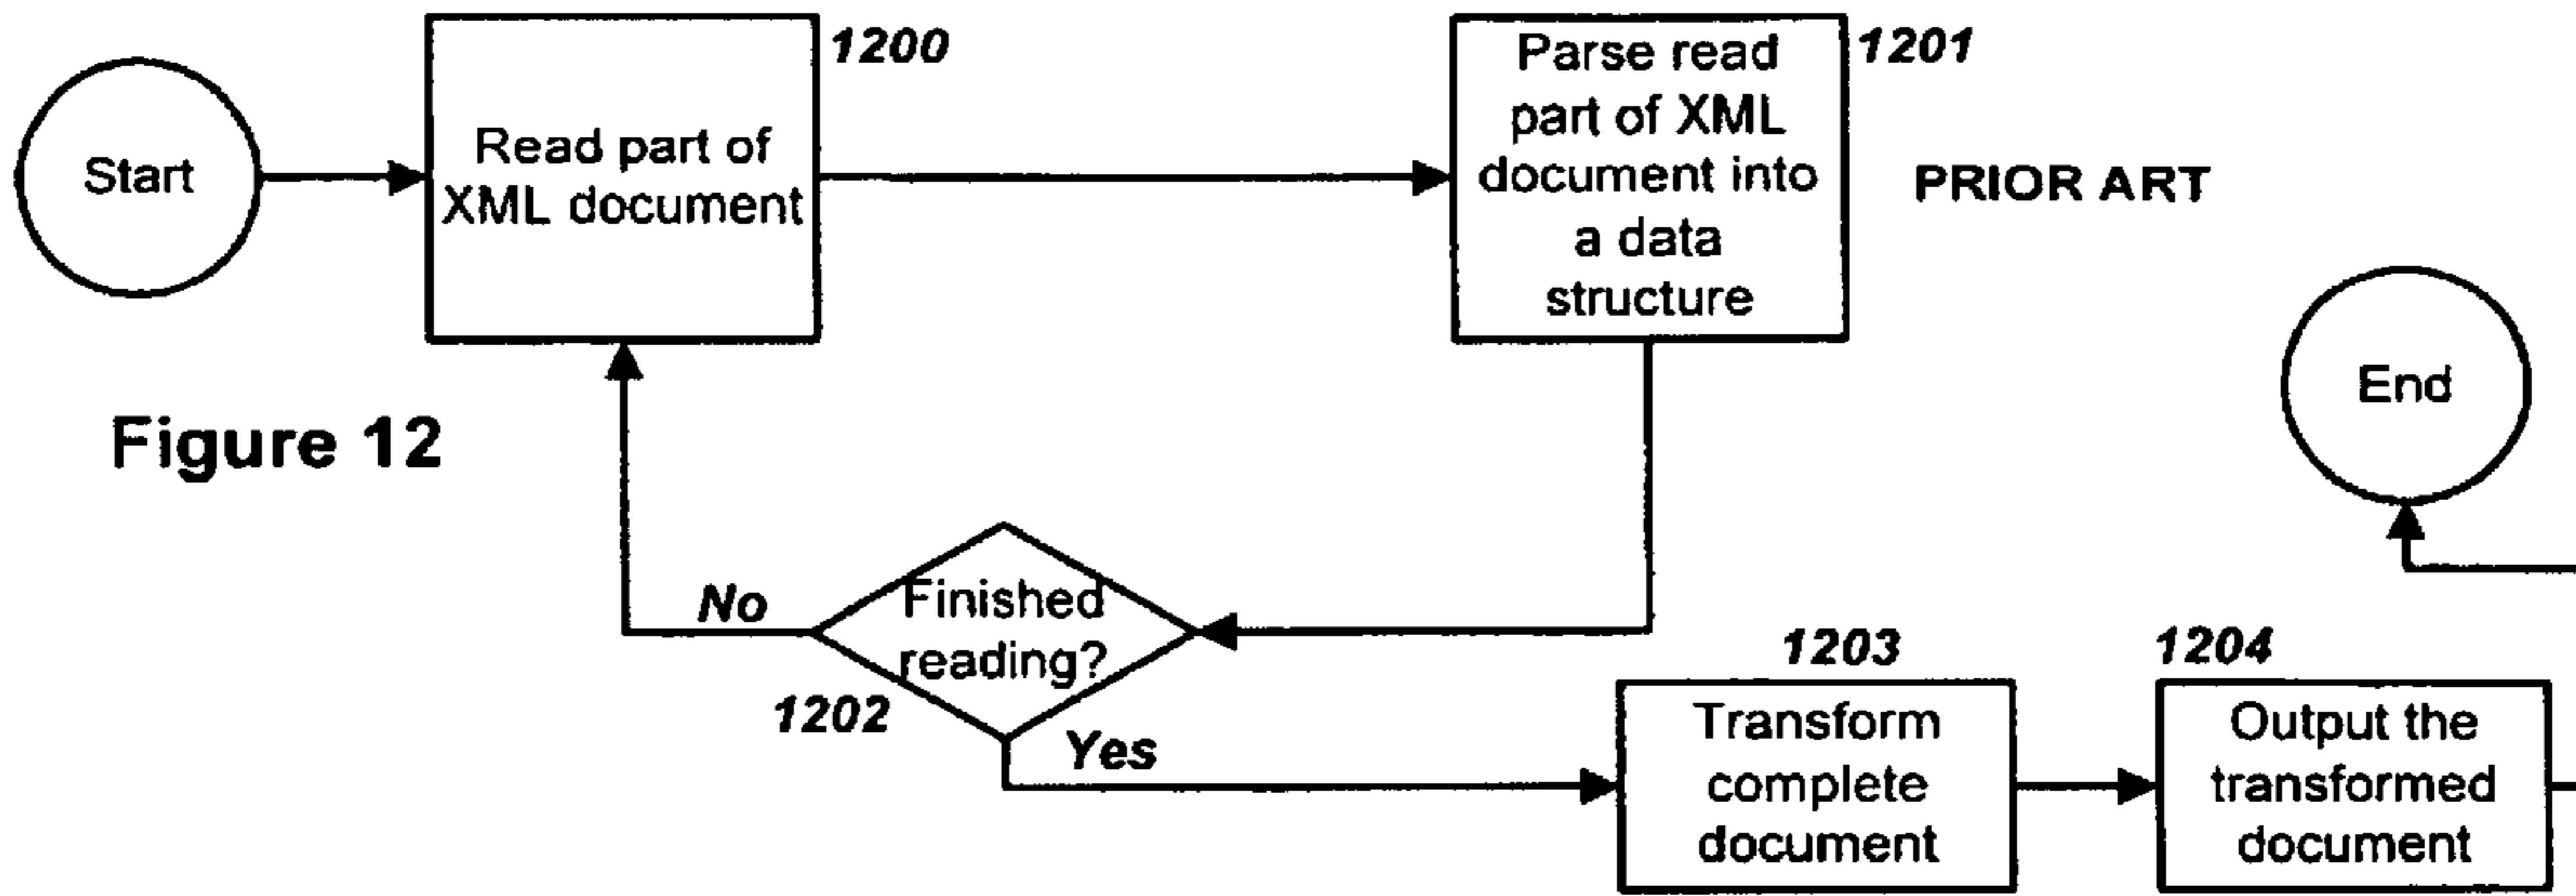 Start
1200
Read part of
XML document
1201
Parse read
part of XML
document into
a data
structure
PRIOR ART
Figure 12
End
No
Finished
reading?
1202
Yes
1203
Transform
complete
document
1204
Output the
transformed
document